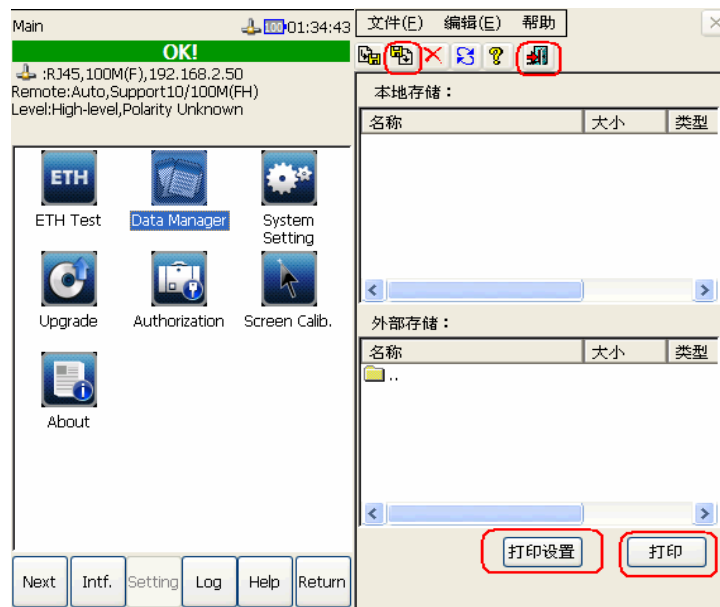 Main 100 01:34:43
OK!
:RJ45,100M(F),192.168.2.50
Remote:Auto,Support10/100M(FH)
Level:High-level,Polarity Unknown
ETH
ETH Test
Data Manager
System
Setting
Upgrade
Authorization
Screen Calib.
About
Next
Intf.
Setting
Log
Help
Return
文件(F) 编辑(E) 帮助
本地存储：
名称 大小 类型
外部存储：
名称 大小 类型
..
打印设置
打印